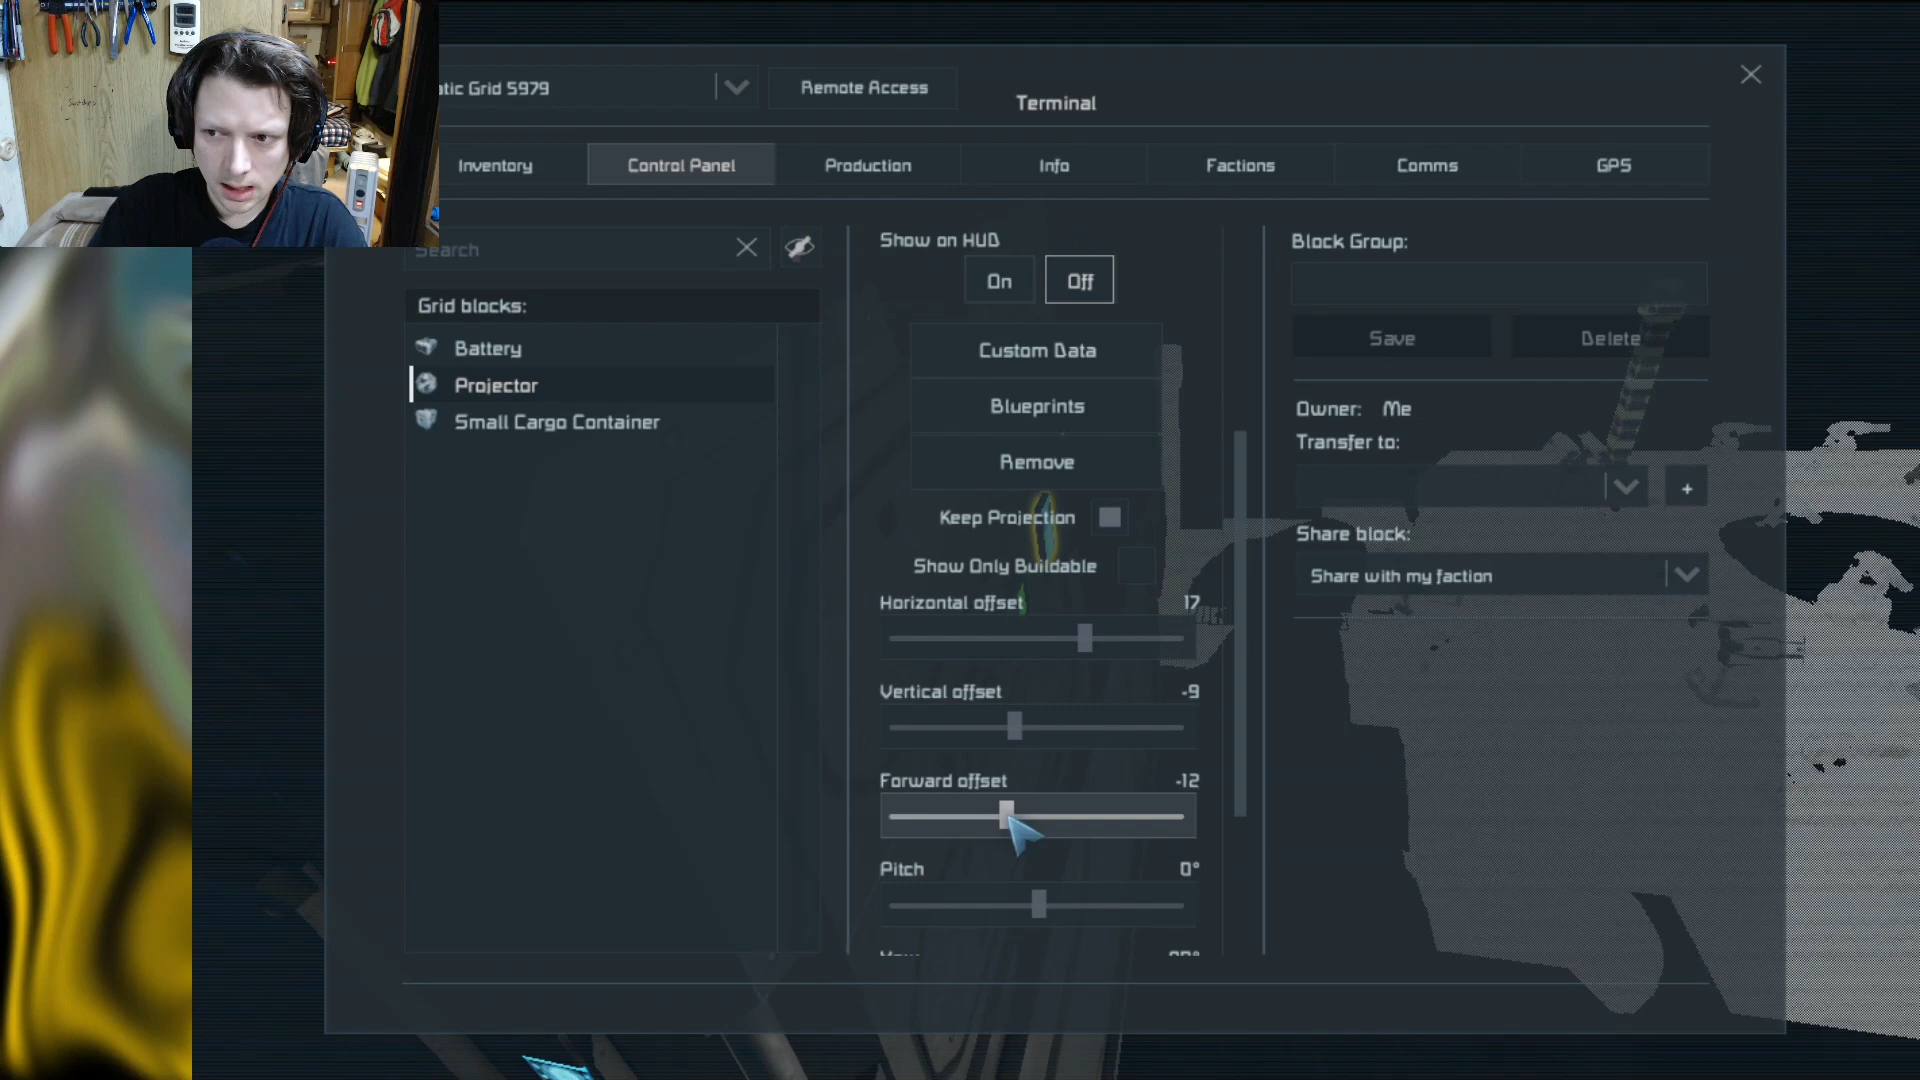 atic Grid 5979
Remote Access
Terminal
Inventory
Control Panel
Production
Info
Factions
Comms
GPS
Search
Grid blocks:
Battery
Projector
Small Cargo Container
Show on HUD
On
Off
Custom Data
Blueprints
Remove
Keep Projection
Show Only Buildable
Horizontal offset 17
Vertical offset -9
Forward offset -12
Pitch 0°
Block Group:
Save
Delete
Owner: Me
Transfer to:
+
Share block:
Share with my faction